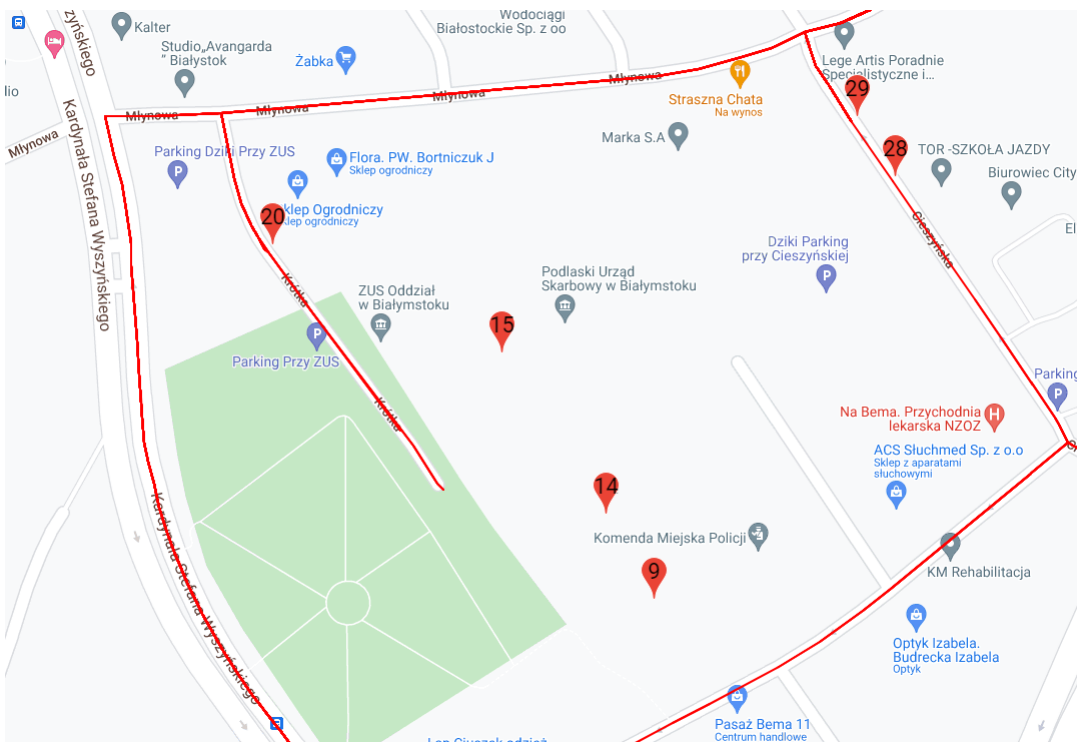 Wodociągi
Białostockie Sp. z oo
Kalter
Studio„Avangarda
" Białystok
Żabka
Lege Artis Poradnie
Specjalistyczne i...
dio
29
Młynowa
Młynowa
Młynowa
Młynowa
Straszna Chata
Na wynos
Marka S.A
Kardynała Stefana Wyszyńskiego
Parking Dziki Przy ZUS
P
Flora. PW. Bortniczuk J
Sklep ogrodniczy
28
TOR -SZKOŁA JAZDY
Biurowiec City
20
klep Ogrodniczy
klep ogrodniczy
Cieszyńska
El
Dziki Parking
przy Cieszyńskiej
P
Podlaski Urząd
Skarbowy w Białymstoku
ZUS Oddział
w Białymstoku
Krótka
15
P
Parking Przy ZUS
Krótka
Parking
P
Na Bema. Przychodnia
lekarska NZOZ
H
ACS Słuchmed Sp. z o.o
Sklep z aparatami
słuchowymi
14
Komenda Miejska Policji
9
KM Rehabilitacja
Kardynała Stefana Wyszyńskiego
Optyk Izabela.
Budrecka Izabela
Optyk
Pasaż Bema 11
Centrum handlowe